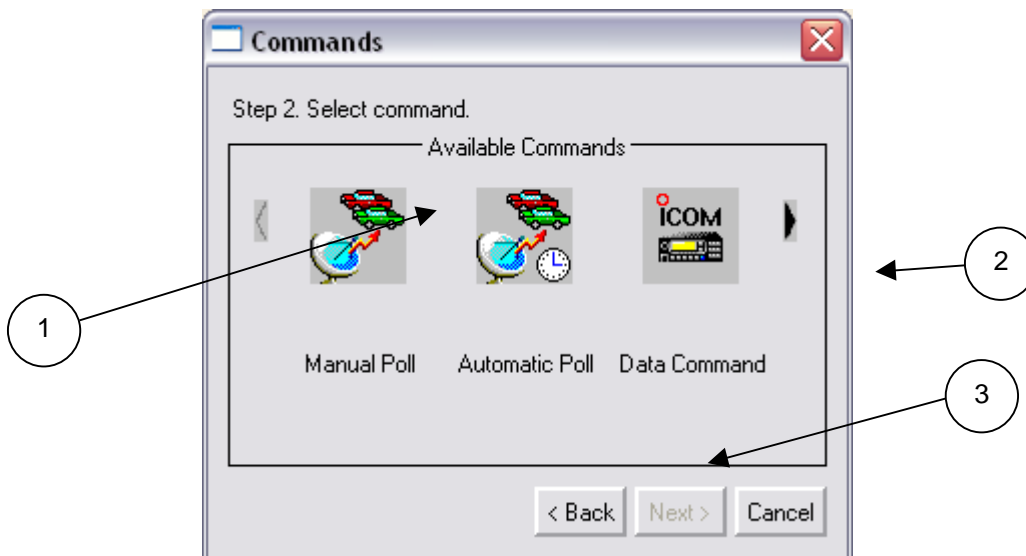 Commands
Step 2. Select command.
Available Commands
iCOM
2
1
Manual Poll Automatic Poll Data Command
3
< Back Next > Cancel